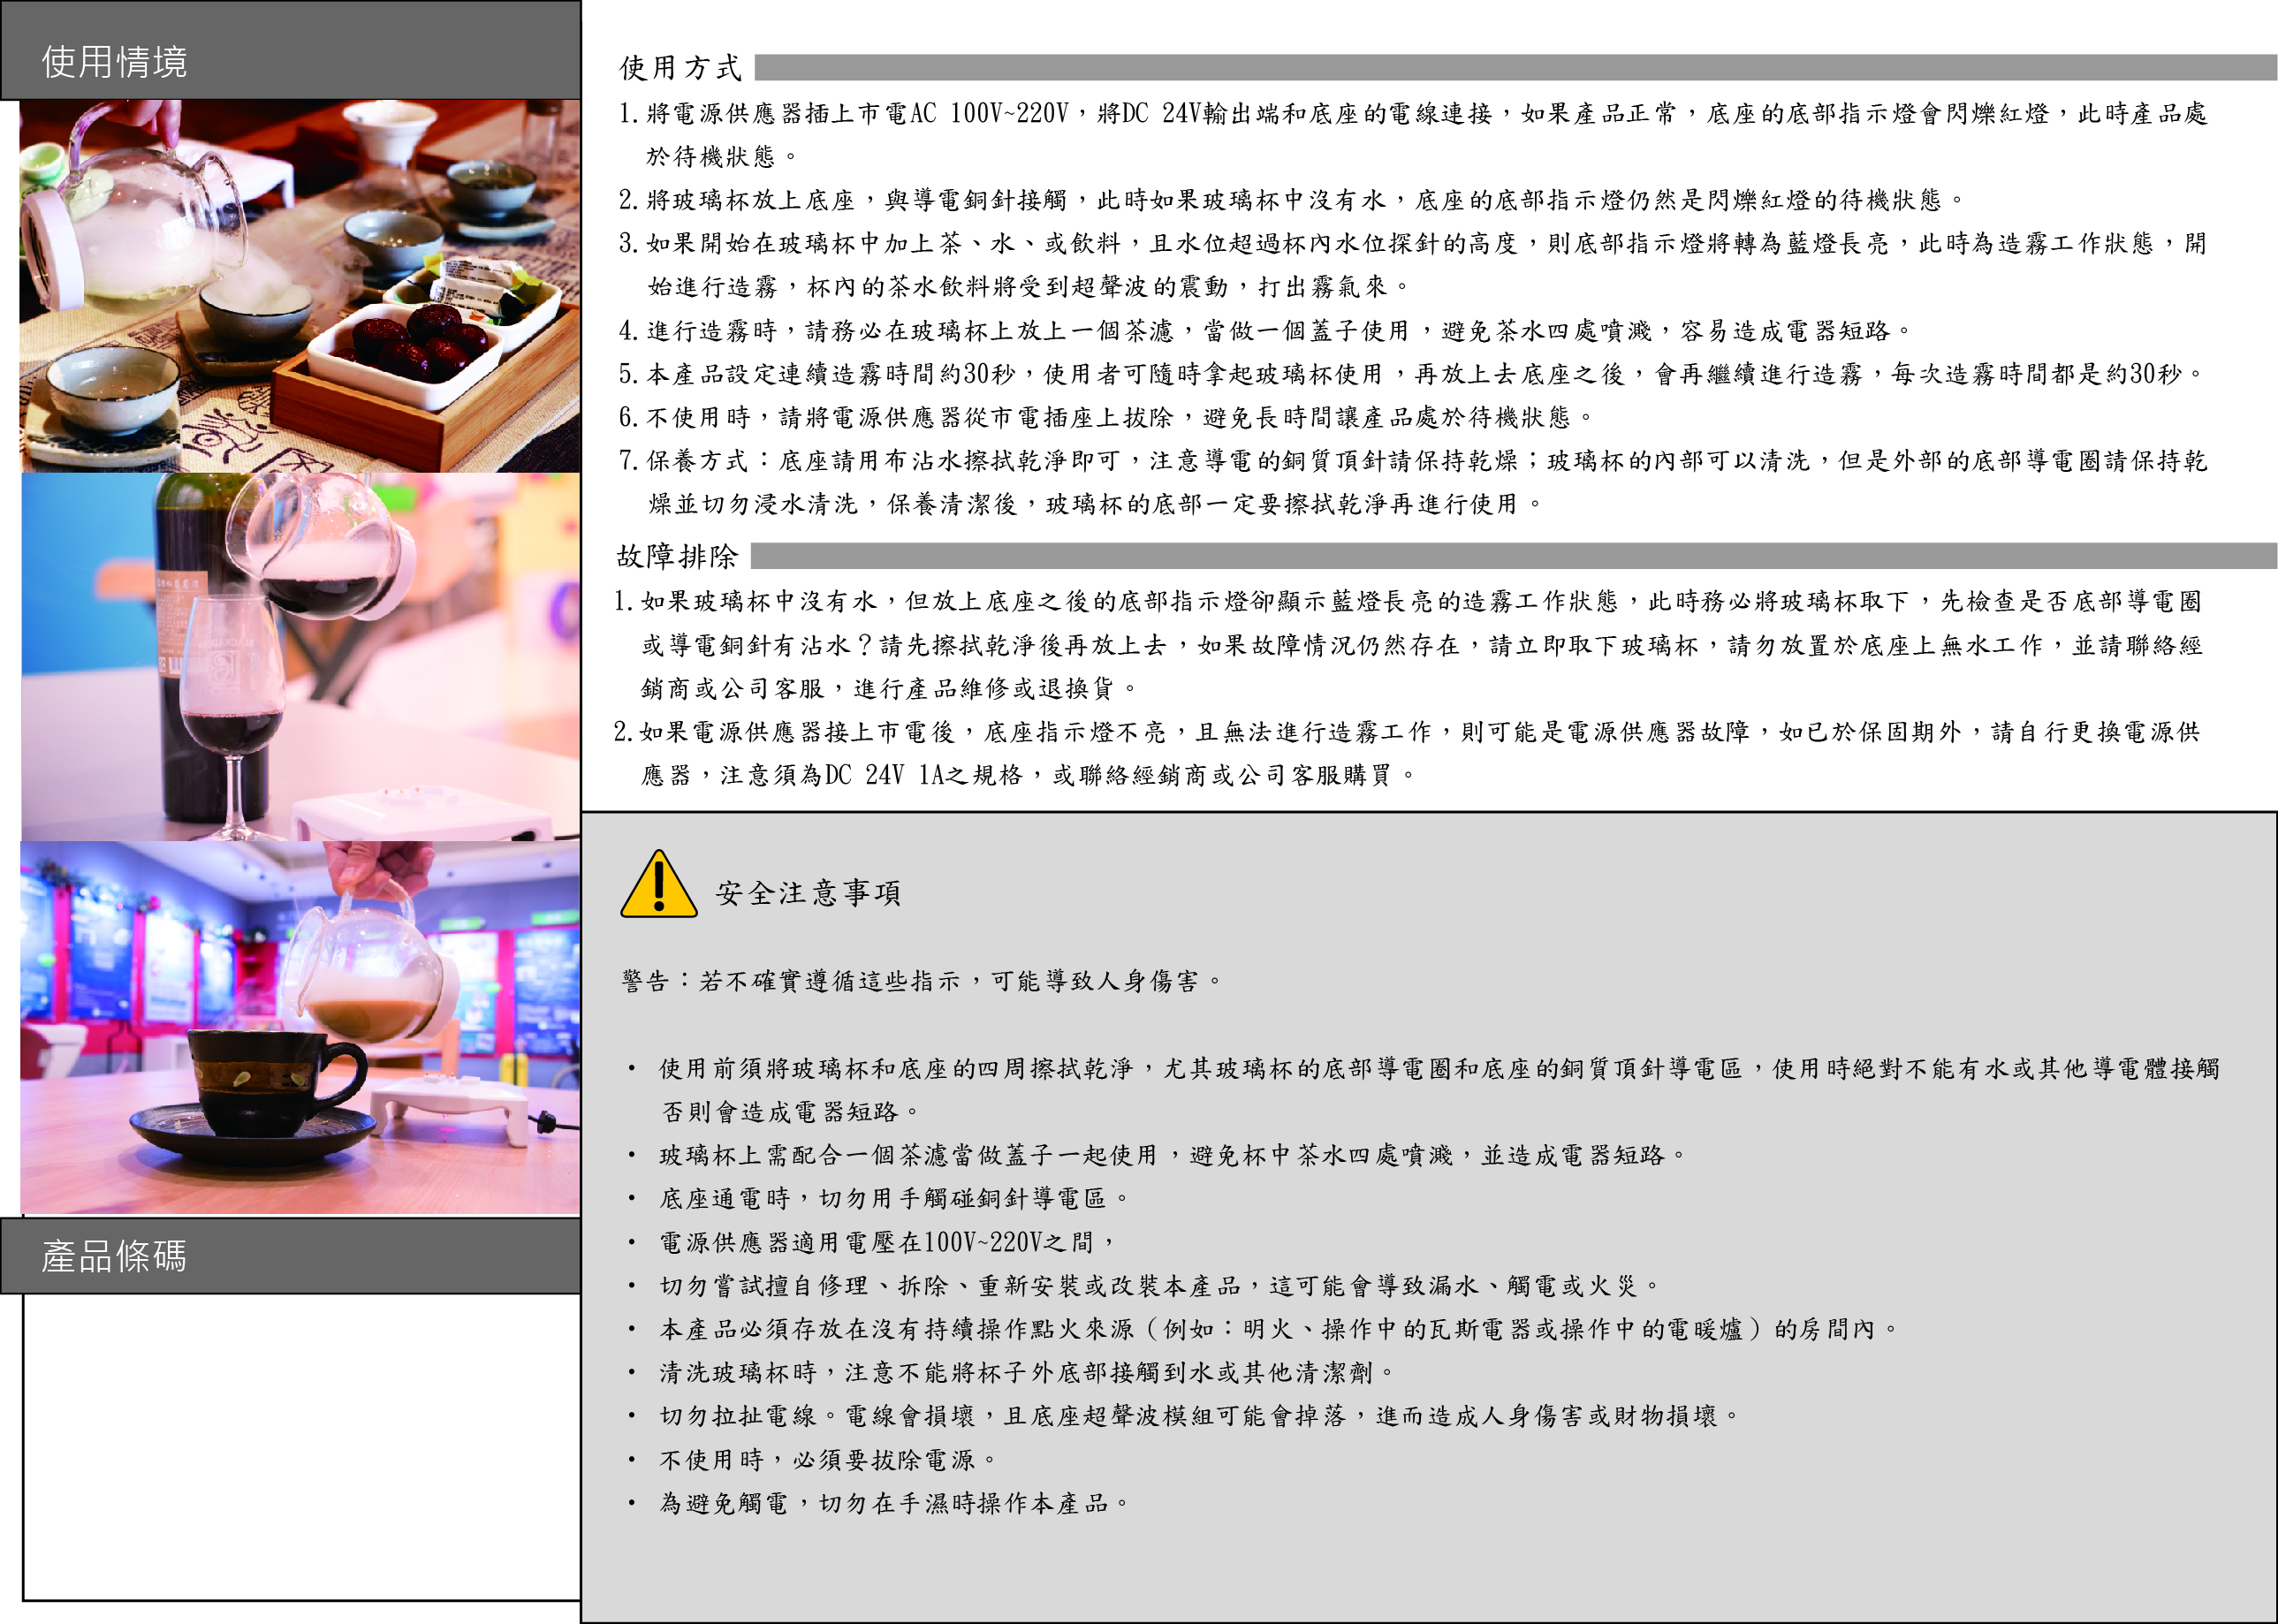 使用情境
使用方式
1.將電源供應器插上市電AC 100V~220V，將DC 24V輸出端和底座的電線連接，如果產品正常，底座的底部指示燈會閃爍紅燈，此時產品處
於待機狀態。
2.將玻璃杯放上底座，與導電銅針接觸，此時如果玻璃杯中沒有水，底座的底部指示燈仍然是閃爍紅燈的待機狀態。
3.如果開始在玻璃杯中加上茶、水、或飲料，且水位超過杯內水位探針的高度，則底部指示燈將轉為藍燈長亮，此時為造霧工作狀態，開
始進行造霧，杯內的茶水飲料將受到超聲波的震動，打出霧氣來。
4.進行造霧時，請務必在玻璃杯上放上一個茶濾，當做一個蓋子使用，避免茶水四處噴濺，容易造成電器短路。
5.本產品設定連續造霧時間約30秒，使用者可隨時拿起玻璃杯使用，再放上去底座之後，會再繼續進行造霧，每次造霧時間都是約30秒。
6.不使用時，請將電源供應器從市電插座上拔除，避免長時間讓產品處於待機狀態。
7.保養方式：底座請用布沾水擦拭乾淨即可，注意導電的銅質頂針請保持乾燥；玻璃杯的內部可以清洗，但是外部的底部導電圈請保持乾
燥並切勿浸水清洗，保養清潔後，玻璃杯的底部一定要擦拭乾淨再進行使用。
故障排除
1.如果玻璃杯中沒有水，但放上底座之後的底部指示燈卻顯示藍燈長亮的造霧工作狀態，此時務必將玻璃杯取下，先檢查是否底部導電圈
或導電銅針有沾水？請先擦拭乾淨後再放上去，如果故障情況仍然存在，請立即取下玻璃杯，請勿放置於底座上無水工作，並請聯絡經
銷商或公司客服，進行產品維修或退換貨。
2.如果電源供應器接上市電後，底座指示燈不亮，且無法進行造霧工作，則可能是電源供應器故障，如已於保固期外，請自行更換電源供
應器，注意須為DC 24V 1A之規格，或聯絡經銷商或公司客服購買。
安全注意事項
警告：若不確實遵循這些指示，可能導致人身傷害。
・ 使用前須將玻璃杯和底座的四周擦拭乾淨，尤其玻璃杯的底部導電圈和底座的銅質頂針導電區，使用時絕對不能有水或其他導電體接觸
否則會造成電器短路。
・ 玻璃杯上需配合一個茶濾當做蓋子一起使用，避免杯中茶水四處噴濺，並造成電器短路。
・ 底座通電時，切勿用手觸碰銅針導電區。
・ 電源供應器適用電壓在100V~220V之間，
・ 切勿嘗試擅自修理、拆除、重新安裝或改裝本產品，這可能會導致漏水、觸電或火災。
・ 本產品必須存放在沒有持續操作點火來源（例如：明火、操作中的瓦斯電器或操作中的電暖爐）的房間內。
・ 清洗玻璃杯時，注意不能將杯子外底部接觸到水或其他清潔劑。
・ 切勿拉扯電線。電線會損壞，且底座超聲波模組可能會掉落，進而造成人身傷害或財物損壞。
・ 不使用時，必須要拔除電源。
・ 為避免觸電，切勿在手濕時操作本產品。
產品條碼